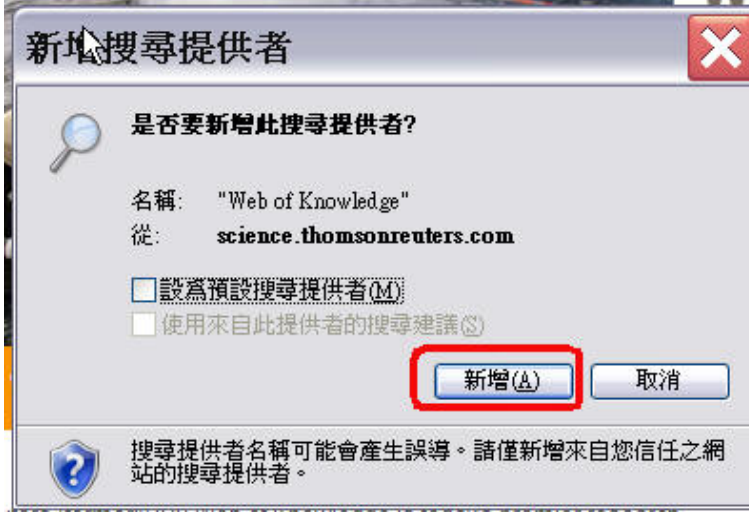 新增搜尋提供者
是否要新增此搜尋提供者?
名稱: "Web of Knowledge"
從: science.thomsonreuters.com
設為預設搜尋提供者(M)
使用來自此提供者的搜尋建議(S)
新增(A) 取消
搜尋提供者名稱可能會產生誤導。請僅新增來自您信任之網
站的搜尋提供者。